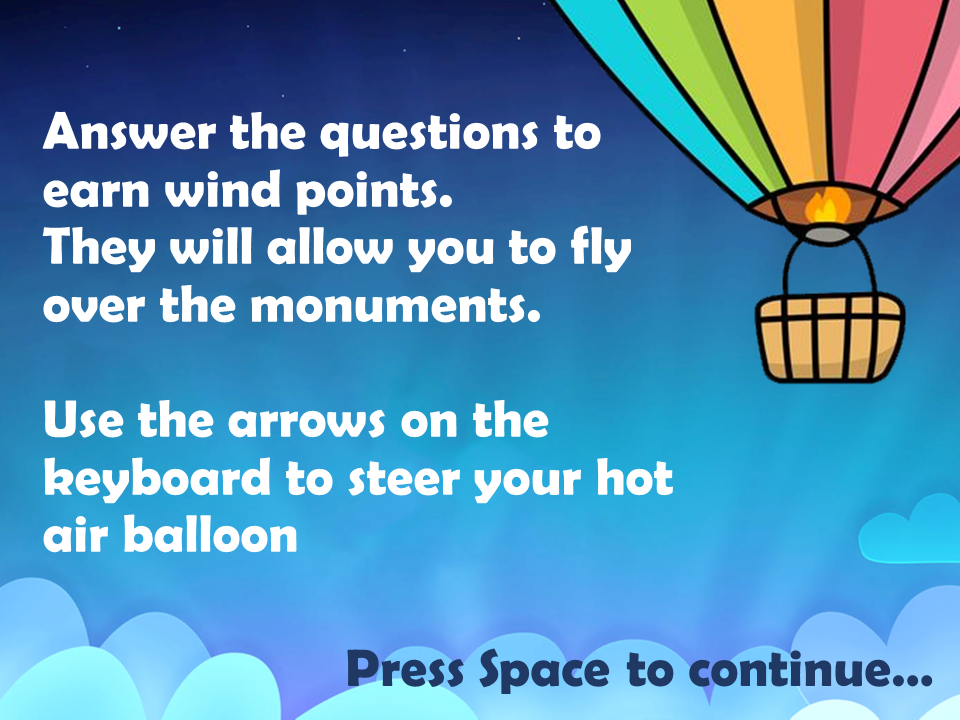 Answer the questions to
earn wind points.
They will allow you to fly
over the monuments.
Use the arrows on the
keyboard to steer your hot
air balloon
Press Space to continue...